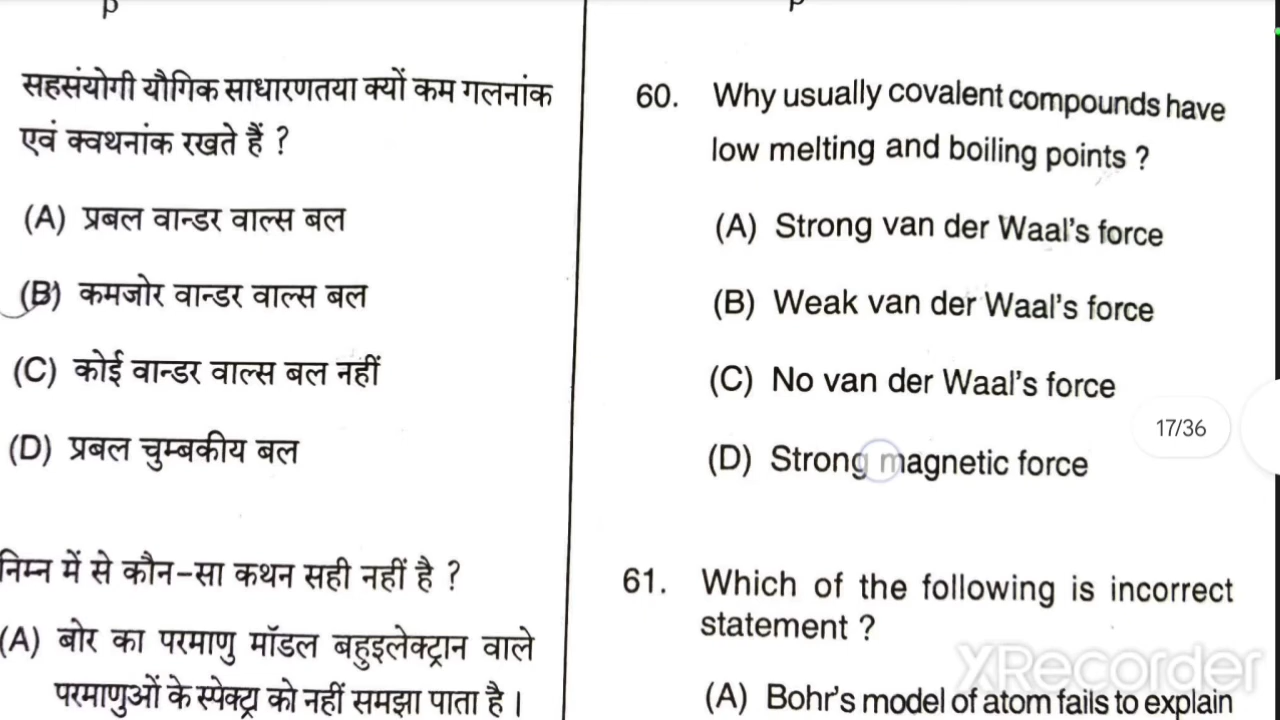 सहसंयोगी यौगिक साधारणतया क्यों कम गलनांक
एवं क्वथनांक रखते हैं ?
(A) प्रबल वान्डर वाल्स बल
(B) कमजोर वान्डर वाल्स बल
(C) कोई वान्डर वाल्स बल नहीं
(D) प्रबल चुम्बकीय बल
निम्न में से कौन-सा कथन सही नहीं है ?
(A) बोर का परमाणु मॉडल बहुइलेक्ट्रान वाले
परमाणुओं के स्पेक्ट्रा को नहीं समझा पाता है ।
60. Why usually covalent compounds have
low melting and boiling points ?
(A) Strong van der Waal's force
(B) Weak van der Waal's force
(C) No van der Waal's force
(D) Strong magnetic force
61. Which of the following is incorrect
statement ?
(A) Bohr's model of atom fails to explain
17/36
XRecorder